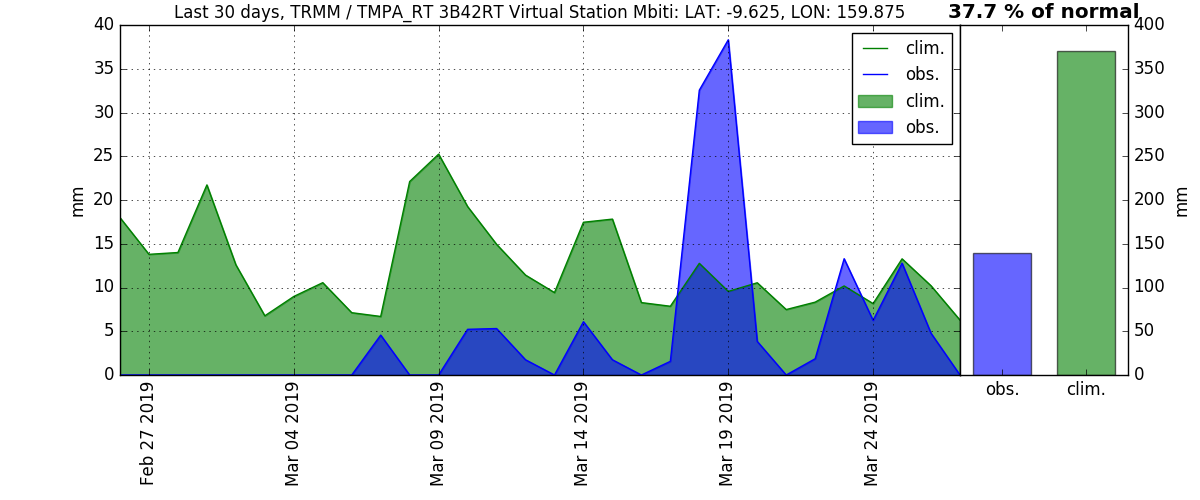 Last 30 days, TRMM / TMPA_RT 3B42RT Virtual Station Mbiti: LAT: -9.625, LON: 159.875
37.7 % of normal
mm
40
35
30
25
20
15
10
5
0
clim.
obs.
clim.
obs.
Feb 27 2019
Mar 04 2019
Mar 09 2019
Mar 14 2019
Mar 19 2019
Mar 24 2019
400
350
300
250
200
150
100
50
0
mm
obs.
clim.